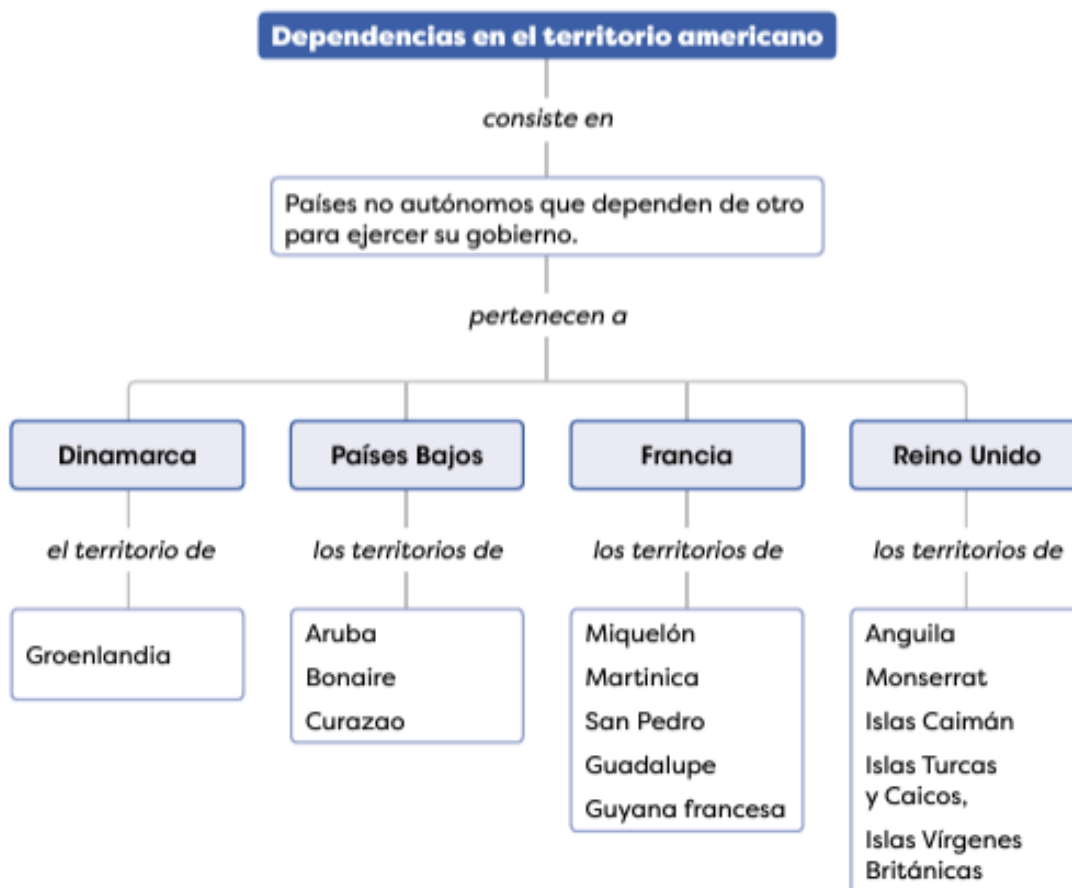 Dependencias en el territorio americano
consiste en
Países no autónomos que dependen de otro
para ejercer su gobierno.
pertenecen a
Dinamarca
el territorio de
Groenlandia
Países Bajos
los territorios de
Aruba
Bonaire
Curazao
Francia
los territorios de
Miquelón
Martinica
San Pedro
Guadalupe
Guyana francesa
Reino Unido
los territorios de
Anguila
Monserrat
Islas Caimán
Islas Turcas
y Caicos,
Islas Vírgenes
Británicas